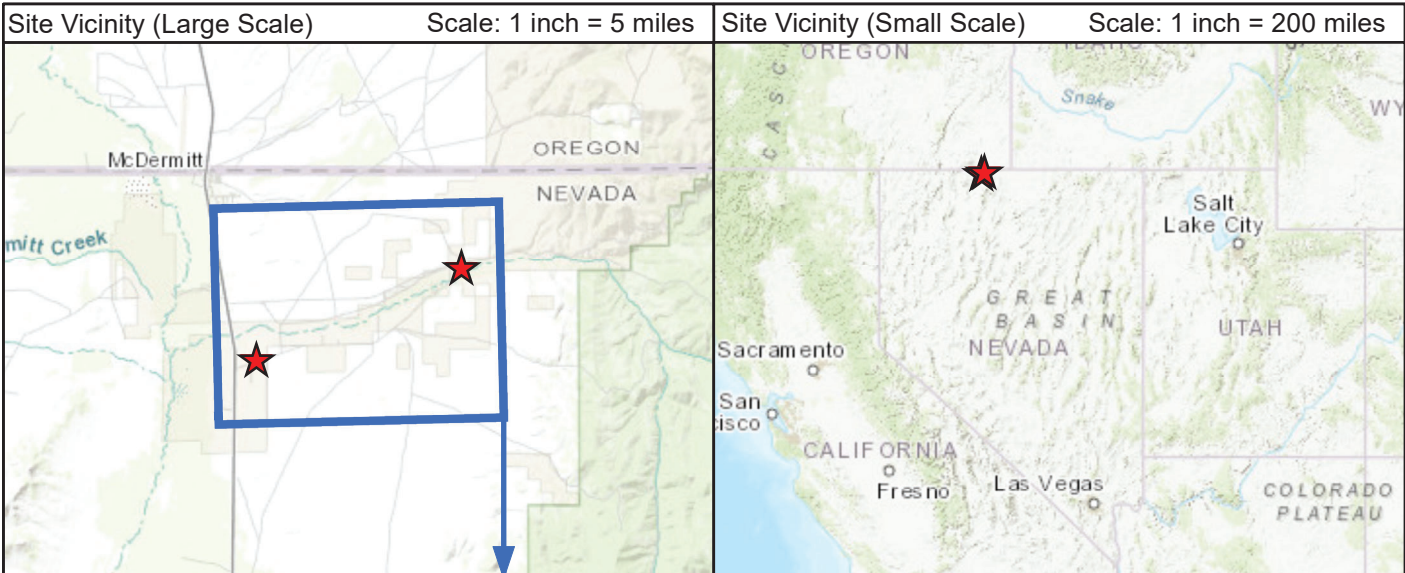 Site Vicinity (Large Scale) Scale: 1 inch = 5 miles
McDermitt
OREGON
NEVADA
mitt Creek
Site Vicinity (Small Scale) Scale: 1 inch = 200 miles
OREGON
IDAHO
CASC
Snake
WY
Salt
Lake City
GREAT
BASIN
NEVADA
UTAH
Sacramento
San
cisco
CALIFORNIA
Fresno
Las Vegas
COLORADO
PLATEAU